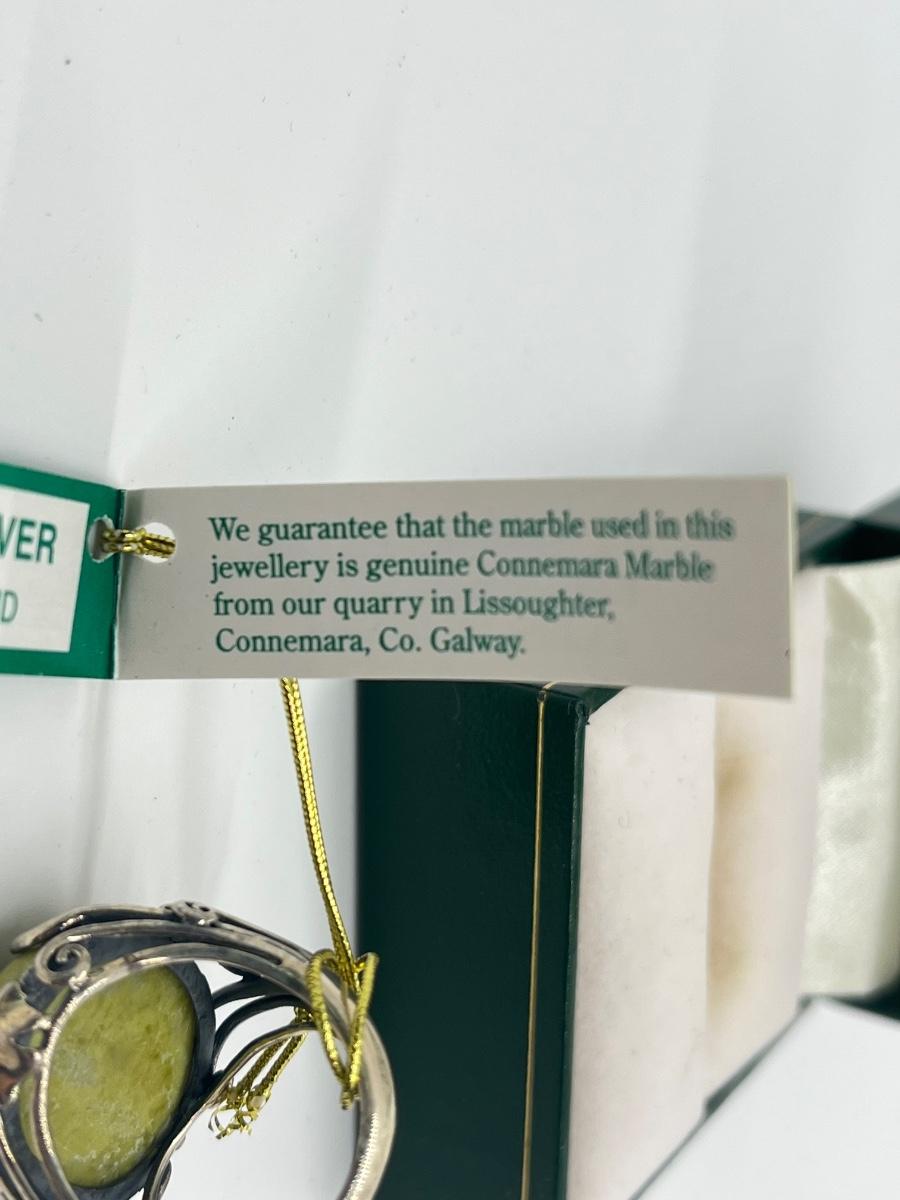 VER
ND
We guarantee that the marble used in this
jewellery is genuine Connemara Marble
from our quarry in Lissoughter,
Connemara, Co. Galway.